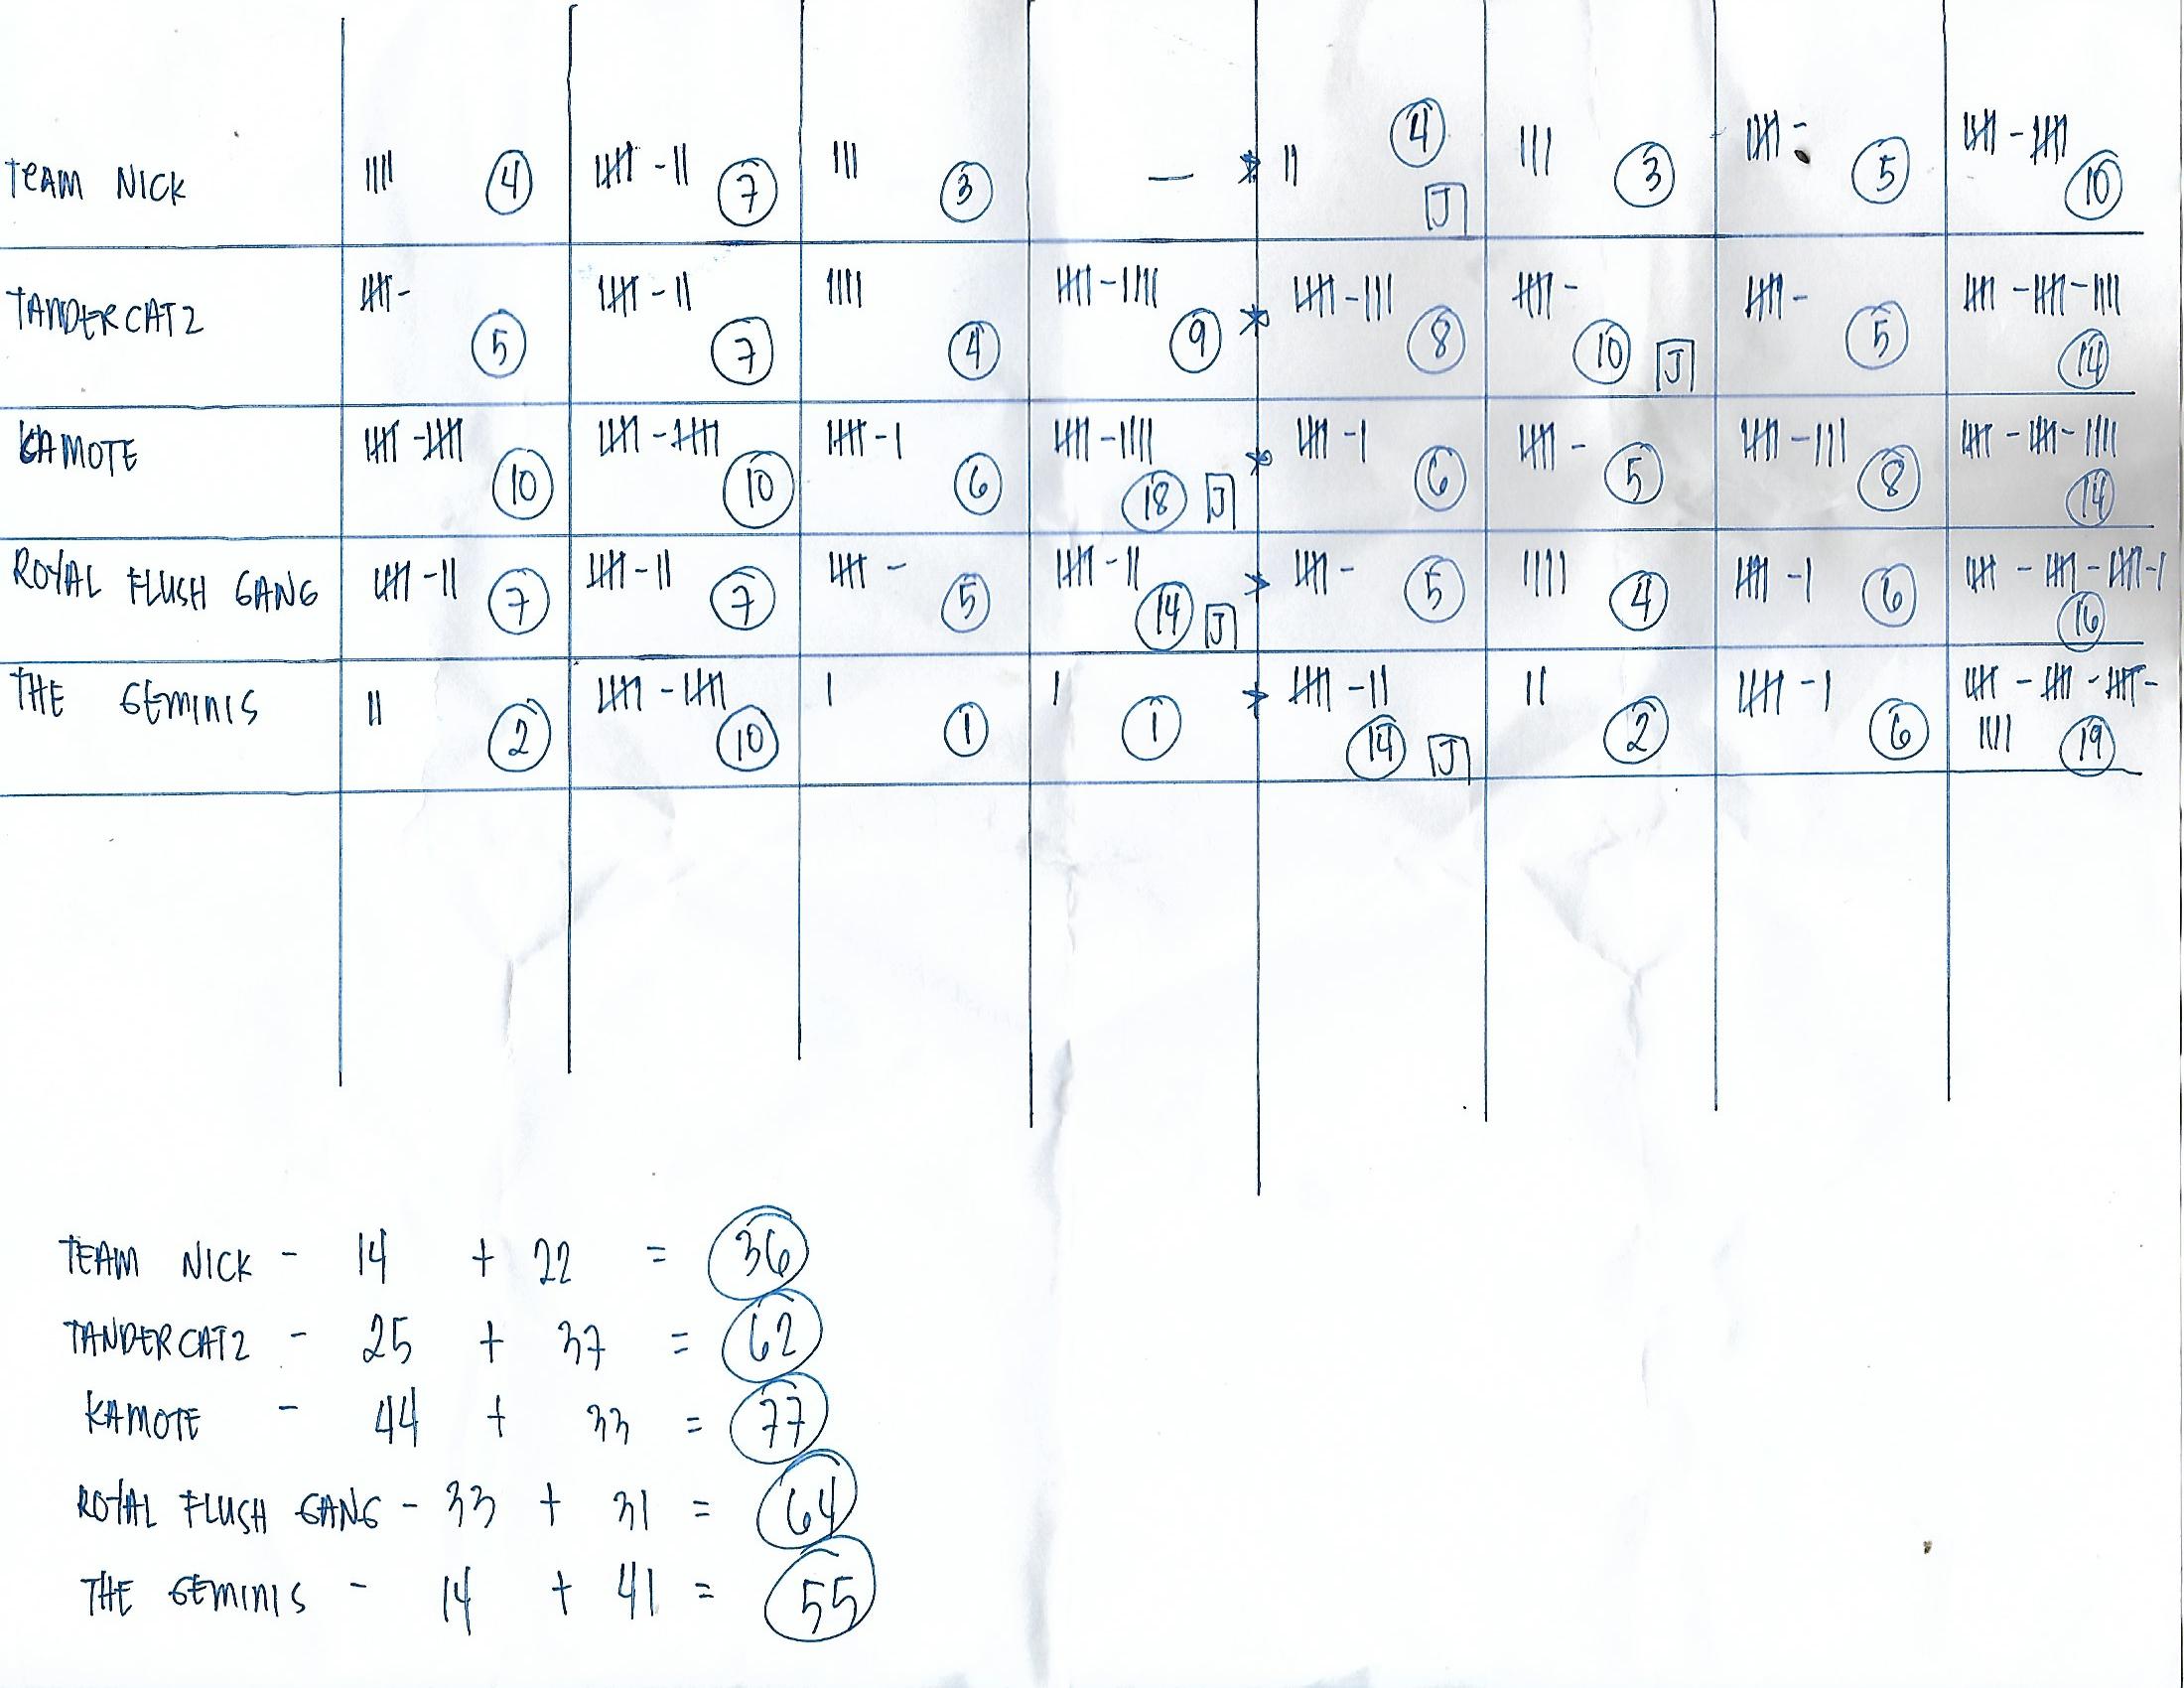 TEAM NICK 4 7 3 — 4 J 3 5 10
TANDERCATZ 5 7 4 9 8 10 J 5 14
KAMOTE 10 10 6 18 J 6 5 8 14
ROYAL FLUSH GANG 7 7 5 14 J 5 4 6 16
THE GEMINIS 2 10 1 1 14 J 2 6 19
TEAM NICK - 14 + 22 = 36
TANDERCATZ - 25 + 37 = 62
KAMOTE - 44 + 33 = 77
ROYAL FLUSH GANG - 33 + 31 = 64
THE GEMINIS - 14 + 41 = 55